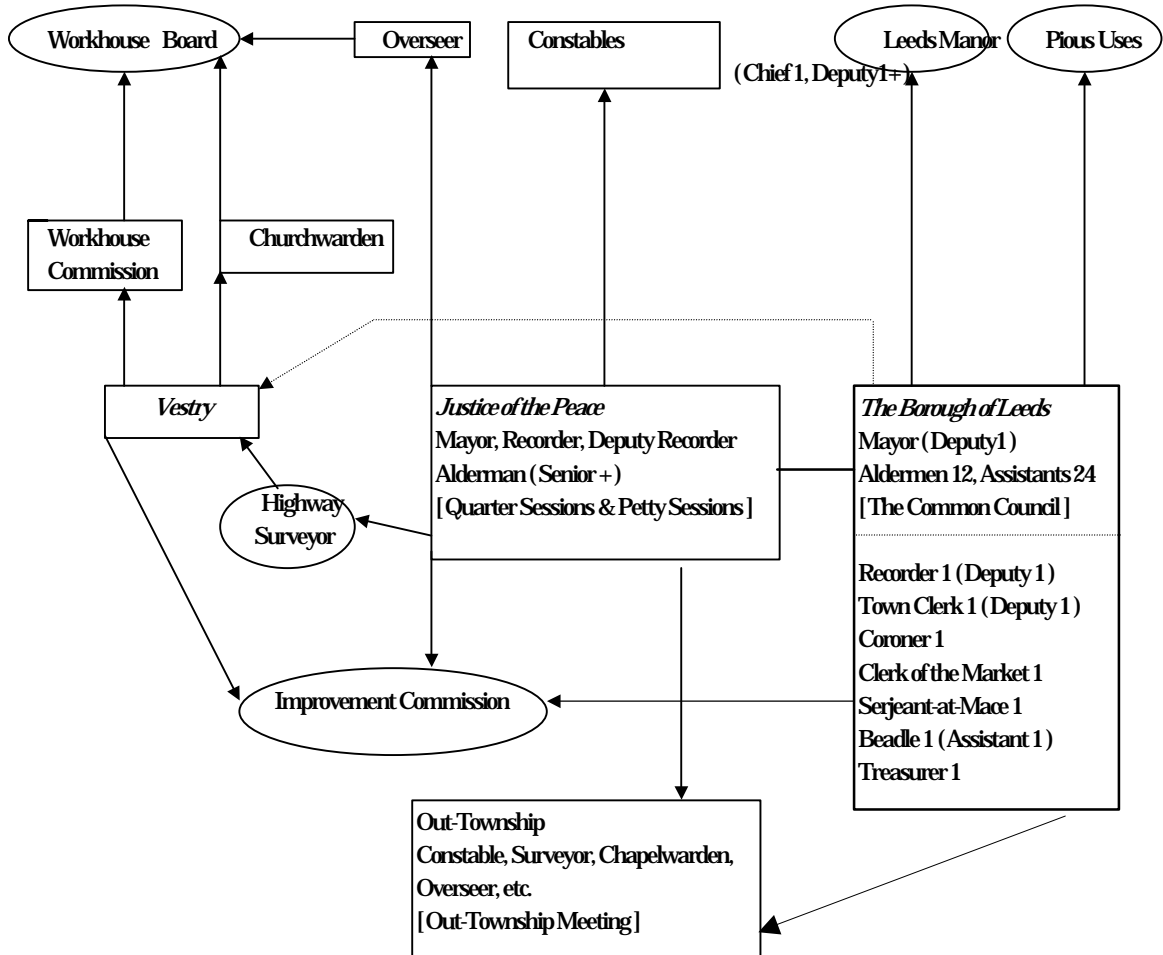 Workhouse Board
Overseer
Constables
(Chief 1, Deputy1+)
Leeds Manor
Pious Uses
Workhouse
Commission
Churchwarden
Vestry
Highway
Surveyor
Justice of the Peace
Mayor, Recorder, Deputy Recorder
Alderman (Senior +)
[Quarter Sessions & Petty Sessions]
The Borough of Leeds
Mayor (Deputy1)
Aldermen 12, Assistants 24
[The Common Council]
Recorder 1 (Deputy 1)
Town Clerk 1 (Deputy 1)
Coroner 1
Clerk of the Market 1
Serjeant-at-Mace 1
Beadle 1 (Assistant 1)
Treasurer 1
Improvement Commission
Out-Township
Constable, Surveyor, Chapelwarden,
Overseer, etc.
[Out-Township Meeting]